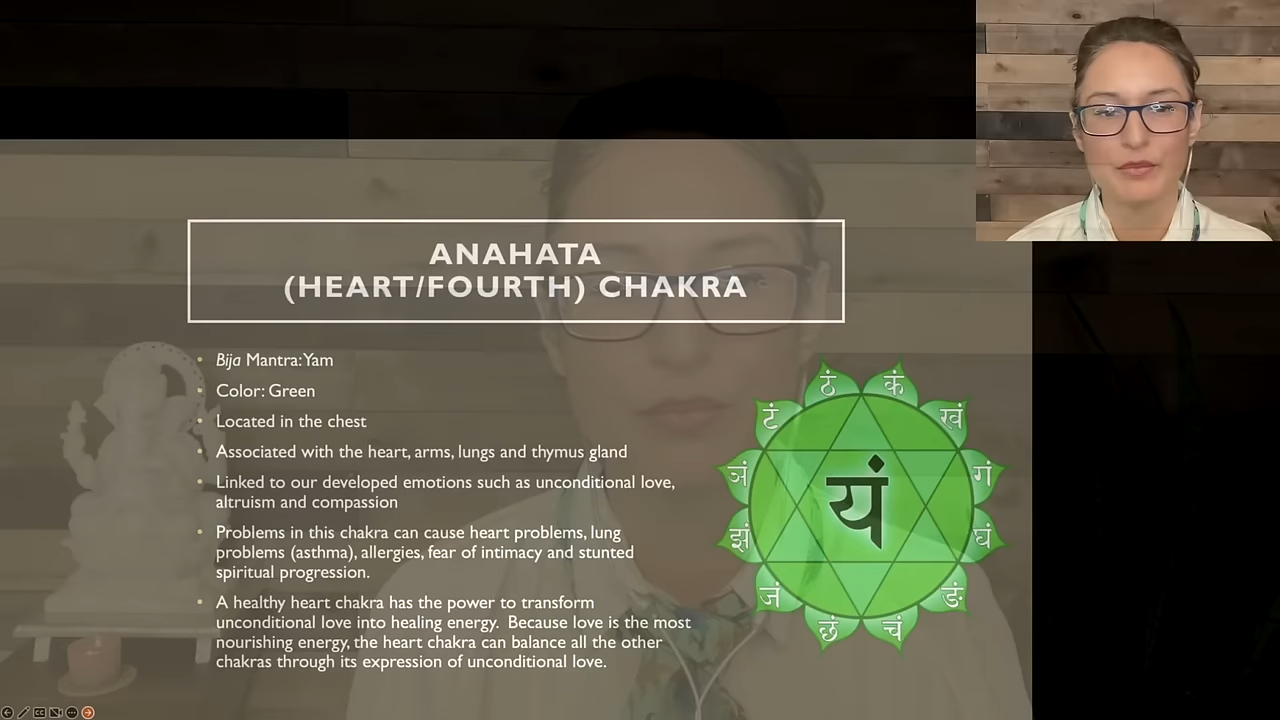 ANAHATA
(HEART/FOURTH) CHAKRA
• Bija Mantra: Yam
• Color: Green
• Located in the chest
• Associated with the heart, arms, lungs and thymus gland
• Linked to our developed emotions such as unconditional love,
altruism and compassion
• Problems in this chakra can cause heart problems, lung
problems (asthma), allergies, fear of intimacy and stunted
spiritual progression.
• A healthy heart chakra has the power to transform
unconditional love into healing energy.  Because love is the most
nourishing energy, the heart chakra can balance all the other
chakras through its expression of unconditional love.
यं
कं
खं
गं
घं
ङं
चं
छं
जं
झं
ञं
टं
ठं